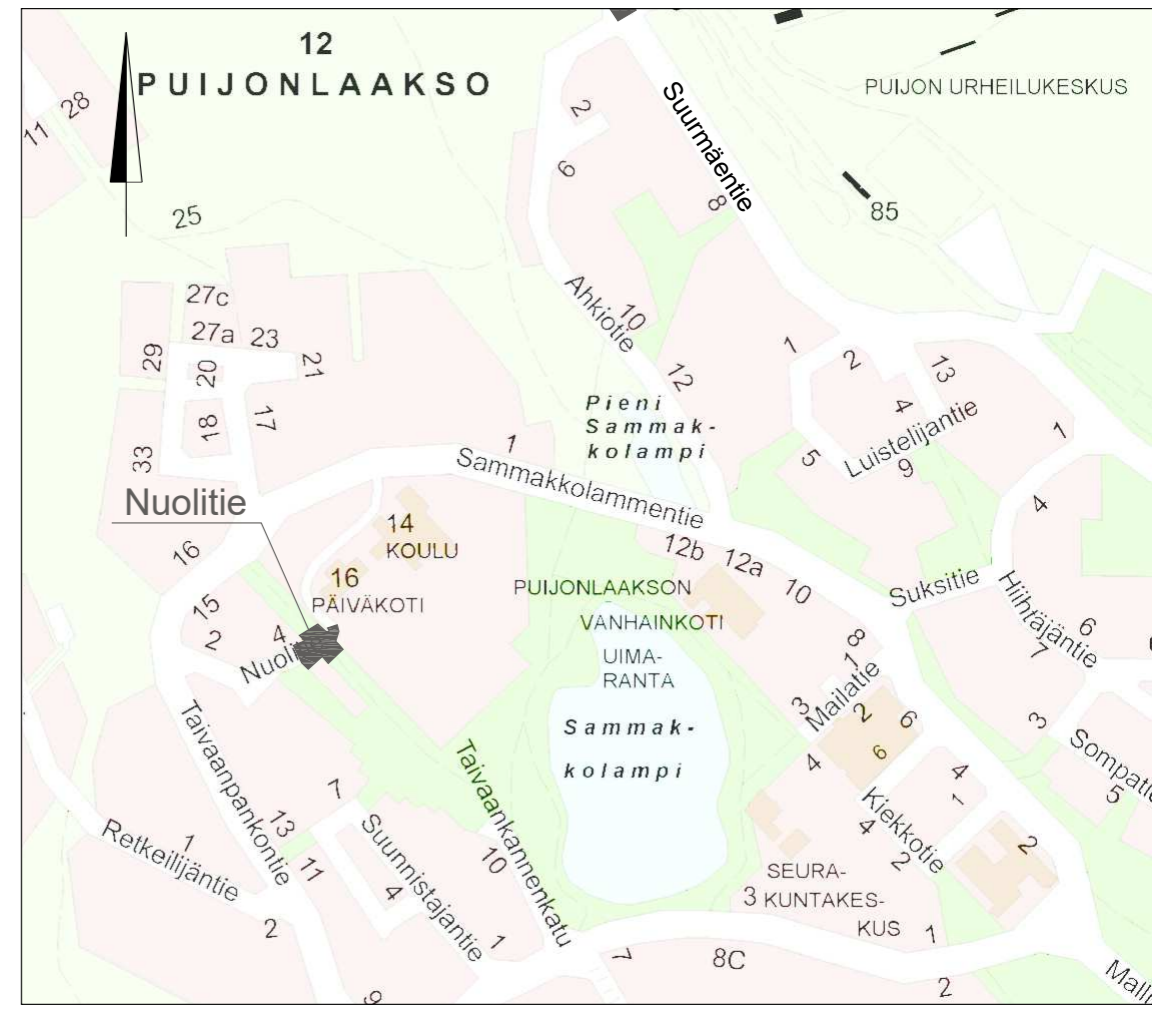 12
PUIJONLAAKSO
PUIJON URHEILUKESKUS
28
11
2
Suurmäentie
6
8
85
25
27c
Ahkiotie
10
27a
23
29
20
21
1
2
13
12
Pieni
Sammak-
kolampi
4
18
17
Luistelijantie
1
33
1
5
9
Sammakkolammentie
Nuolitie
4
14
KOULU
12b
12a
16
16
PÄIVÄKOTI
PUIJONLAAKSON
VANHAINKOTI
10
Suksitie
Hiihtäjäntie
15
2
4
8
6
UIMA-
RANTA
1
7
Mailatie
3
2
6
3
Taivaanpankontie
Sammak-
kolampi
Taivaankannenkatu
4
6
4
5
7
1
Kiekkotie
13
Suunnistajantie
4
2
1
Retkeilijäntie
10
2
11
4
SEURA-
3 KUNTAKES-
KUS
2
1
1
7
8C
2
9